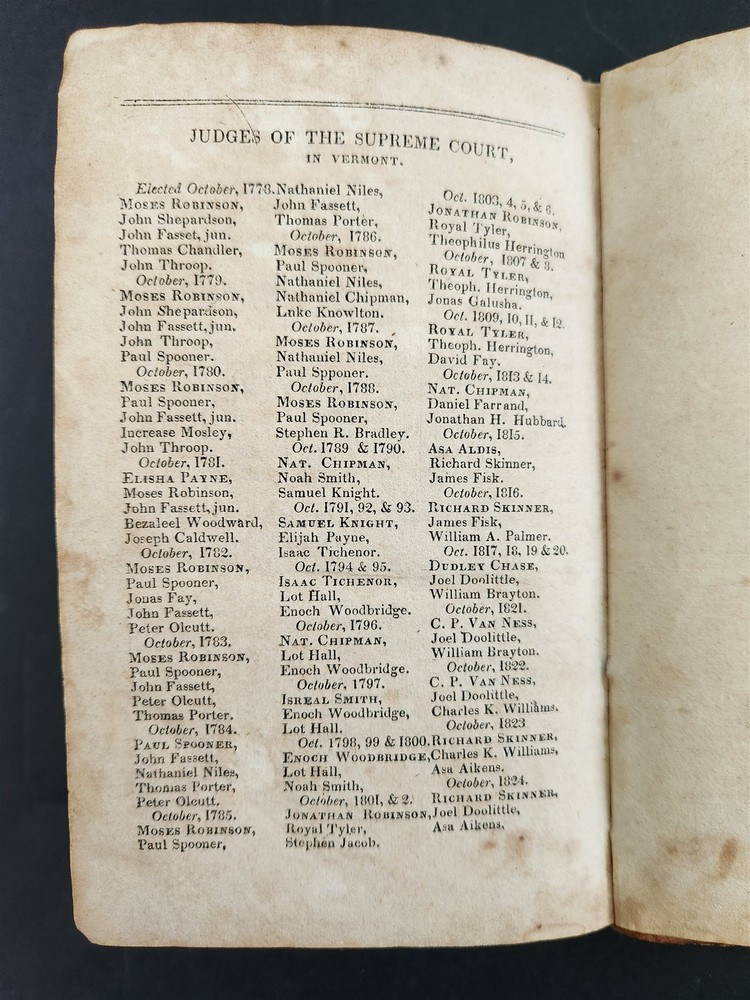 JUDGES OF THE SUPREME COURT,
IN VERMONT.
Elected October, 1778.
MOSES ROBINSON,
John Shepardson,
John Fasset, jun.
Thomas Chandler,
John Throop.
October, 1779.
MOSES ROBINSON,
John Shepardson,
John Fassett, jun.
John Throop,
Paul Spooner.
October, 1780.
MOSES ROBINSON,
Paul Spooner,
John Fassett, jun.
Increase Mosley,
John Throop.
October, 1781.
ELISHA PAYNE,
Moses Robinson,
John Fassett, jun.
Bezaleel Woodward,
Joseph Caldwell.
October, 1782.
MOSES ROBINSON,
Paul Spooner,
Jonas Fay,
John Fassett,
Peter Olcutt.
October, 1783.
MOSES ROBINSON,
Paul Spooner,
John Fassett,
Peter Olcutt,
Thomas Porter.
October, 1784.
PAUL SPOONER,
John Fassett,
Nathaniel Niles,
Thomas Porter,
Peter Olcutt.
October, 1785.
MOSES ROBINSON,
Paul Spooner,
Nathaniel Niles,
John Fassett,
Thomas Porter,
October, 1786.
MOSES ROBINSON,
Paul Spooner,
Nathaniel Niles,
Nathaniel Chipman,
Luke Knowlton.
October, 1787.
MOSES ROBINSON,
Nathaniel Niles,
Paul Spponer.
October, 1788.
MOSES ROBINSON,
Paul Spooner,
Stephen R. Bradley.
Oct. 1789 & 1790.
NAT. CHIPMAN,
Noah Smith,
Samuel Knight.
Oct. 1791, 92, & 93.
SAMUEL KNIGHT,
Elijah Payne,
Isaac Tichenor.
Oct. 1794 & 95.
ISAAC TICHENOR,
Lot Hall,
Enoch Woodbridge.
October, 1796.
NAT. CHIPMAN,
Lot Hall,
Enoch Woodbridge.
October, 1797.
ISREAL SMITH,
Enoch Woodbridge,
Lot Hall.
Oct. 1798, 99 & 1800.
ENOCH WOODBRIDGE,
Lot Hall,
Noah Smith,
October, 1801, & 2.
JONATHAN ROBINSON,
Royal Tyler,
Stephen Jacob.
Oct. 1803, 4, 5, & 6.
JONATHAN ROBINSON,
Royal Tyler,
Theophilus Herrington
October, 1807 & 8.
ROYAL TYLER,
Theoph. Herrington,
Jonas Galusha.
Oct. 1809, 10, 11, & 12.
ROYAL TYLER,
Theoph. Herrington,
David Fay.
October, 1813 & 14.
NAT. CHIPMAN,
Daniel Farrand,
Jonathan H. Hubbard.
October, 1815.
ASA ALDIS,
Richard Skinner,
James Fisk.
October, 1816.
RICHARD SKINNER,
James Fisk,
William A. Palmer.
Oct. 1817, 18, 19 & 20.
DUDLEY CHASE,
Joel Doolittle,
William Brayton.
October, 1821.
C. P. VAN NESS,
Joel Doolittle,
William Brayton.
October, 1822.
C. P. VAN NESS,
Joel Doolittle,
Charles K. Williams.
October, 1823
RICHARD SKINNER,
Charles K. Williams,
Asa Aikens.
October, 1824.
RICHARD SKINNER,
Joel Doolittle,
Asa Aikens,